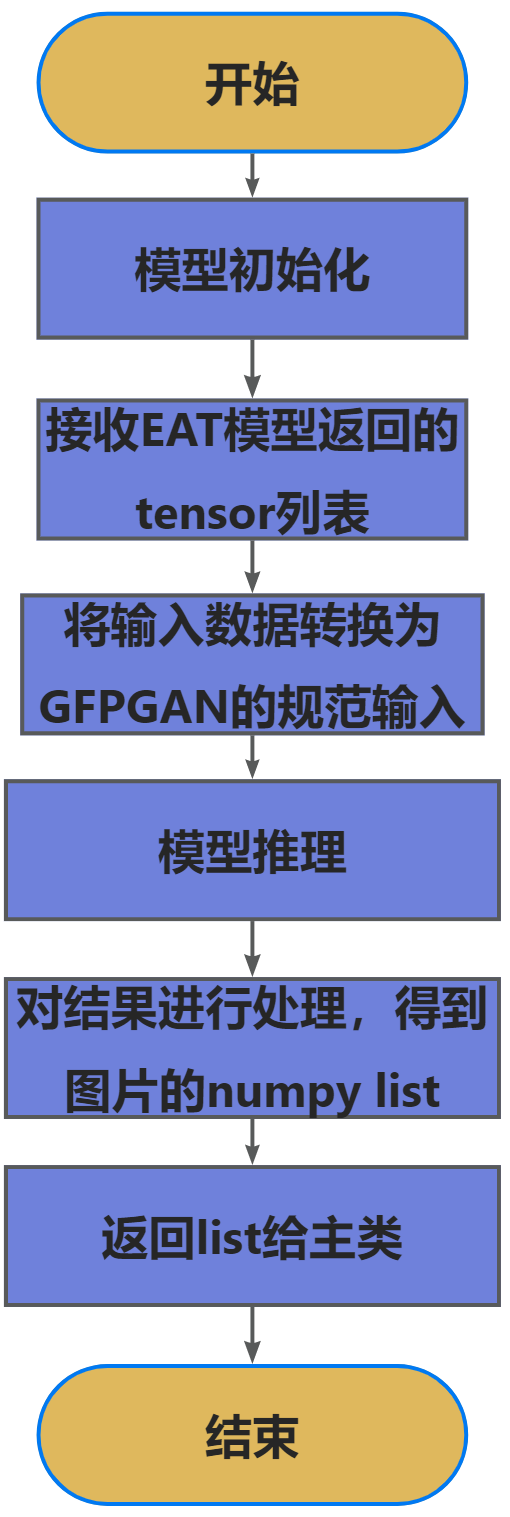 开始
模型初始化
接收EAT模型返回的
tensor列表
将输入数据转换为
GFPGAN的规范输入
模型推理
对结果进行处理，得到
图片的numpy list
返回list给主类
结束